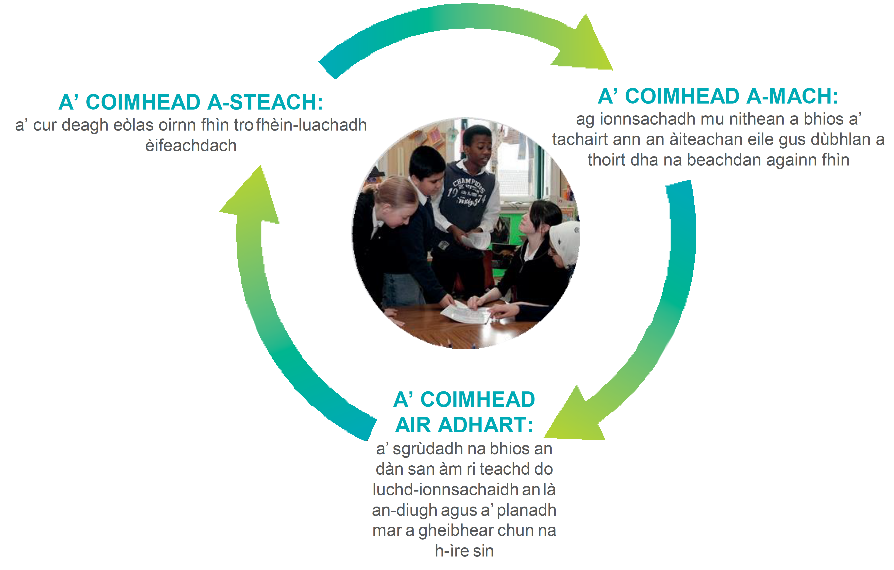 A’ COIMHEAD A-STEACH:
a’ cur deagh eòlas oirnn fhìn tro fhèin-luachadh
èifeachdach
A’ COIMHEAD A-MACH:
ag ionnsachadh mu nithean a bhios a’
tachairt ann an àiteachan eile gus dùbhlan a
thoirt dha na beachdan againn fhìn
CHAMPIONS
A’ COIMHEAD
AIR ADHART:
a’ sgrùdadh na bhios an
dàn san àm ri teachd do
luchd-ionnsachaidh an là
an-diugh agus a’ planadh
mar a gheibhear chun na
h-ìre sin